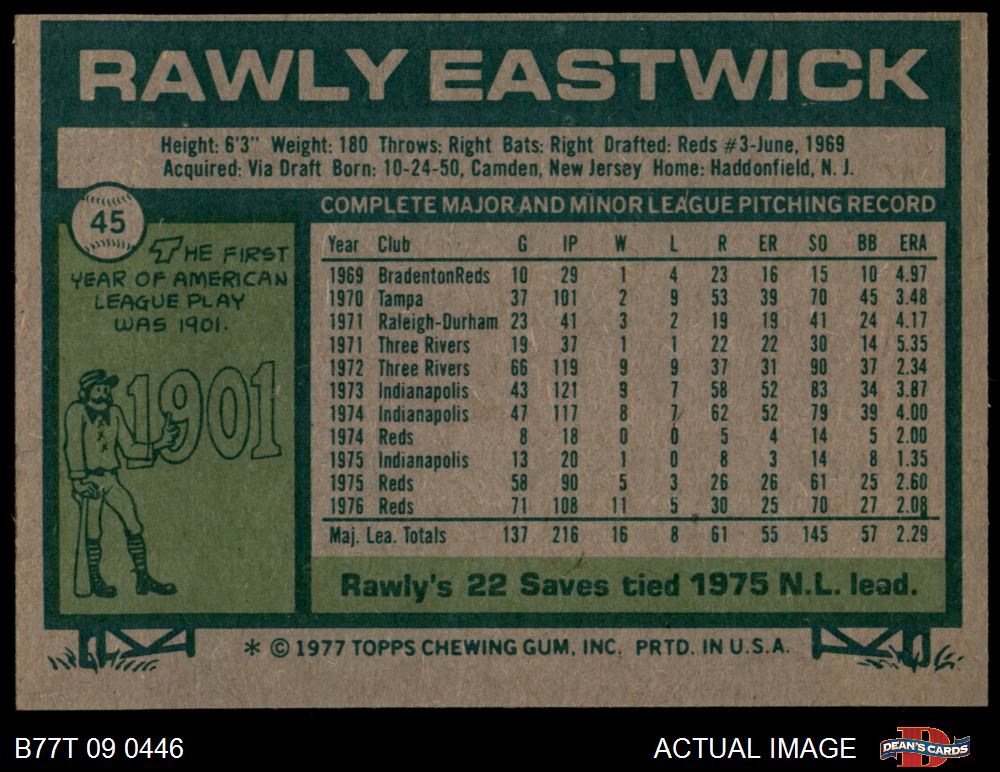 RAWLY EASTWICK
Height: 6'3" Weight: 180 Throws: Right Bats: Right Drafted: Reds #3-June, 1969
Acquired: Via Draft Born: 10-24-50, Camden, New Jersey Home: Haddonfield, N. J.
45
THE FIRST
YEAR OF AMERICAN
LEAGUE PLAY
WAS 1901.
1901
COMPLETE MAJOR AND MINOR LEAGUE PITCHING RECORD
Year Club G IP W L R ER SO BB ERA
1969 BradentonReds 10 29 1 4 23 16 15 10 4.97
1970 Tampa 37 101 2 9 53 39 70 45 3.48
1971 Raleigh-Durham 23 41 3 2 19 19 41 24 4.17
1971 Three Rivers 19 37 1 1 22 22 30 14 5.35
1972 Three Rivers 66 119 9 9 37 31 90 37 2.34
1973 Indianapolis 43 121 9 7 58 52 83 34 3.87
1974 Indianapolis 47 117 8 7 62 52 79 39 4.00
1974 Reds 8 18 0 0 5 4 14 5 2.00
1975 Indianapolis 13 20 1 0 8 3 14 8 1.35
1975 Reds 58 90 5 3 26 26 61 25 2.60
1976 Reds 71 108 11 5 30 25 70 27 2.08
Maj. Lea. Totals 137 216 16 8 61 55 145 57 2.29
Rawly's 22 Saves tied 1975 N.L. lead.
* © 1977 TOPPS CHEWING GUM, INC. PRTD. IN U.S.A.
B77T 09 0446
ACTUAL IMAGE
D
DEAN'S CARDS